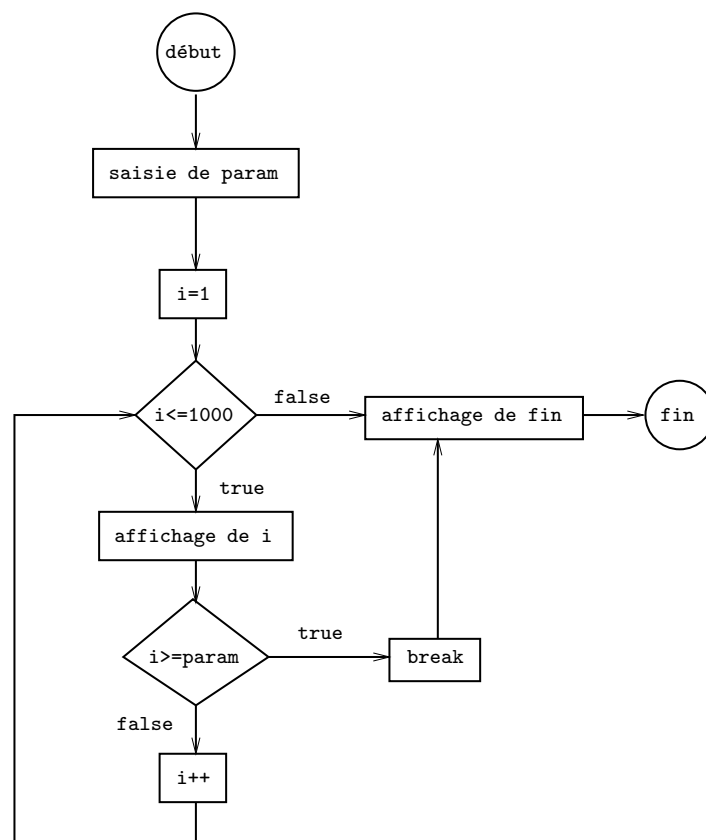 début
saisie de param
i=1
i<=1000
false
affichage de fin
fin
true
affichage de i
i>=param
true
break
false
i++